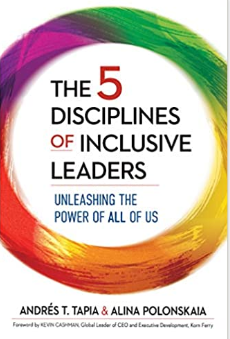 THE 5
DISCIPLINES
OF INCLUSIVE
LEADERS
UNLEASHING THE
POWER OF ALL OF US
ANDRÉS T. TAPIA & ALINA POLONSKAIA
Foreword by KEVIN CASHMAN, Global Leader of CEO and Executive Development, Korn Ferry